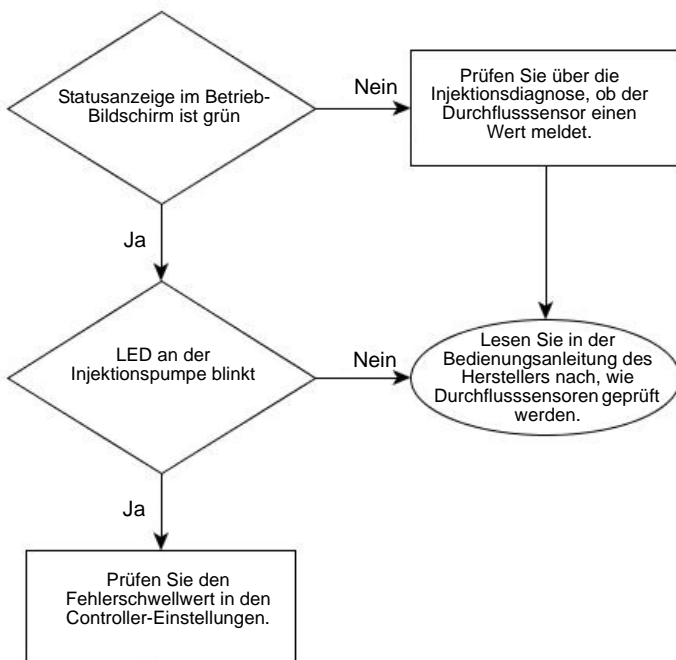 Statusanzeige im Betrieb-
Bildschirm ist grün
Nein
Prüfen Sie über die
Injektionsdiagnose, ob der
Durchflusssensor einen
Wert meldet.
Ja
LED an der
Injektionspumpe blinkt
Nein
Lesen Sie in der
Bedienungsanleitung des
Herstellers nach, wie
Durchflusssensoren geprüft
werden.
Ja
Prüfen Sie den
Fehlerschwellwert in den
Controller-Einstellungen.